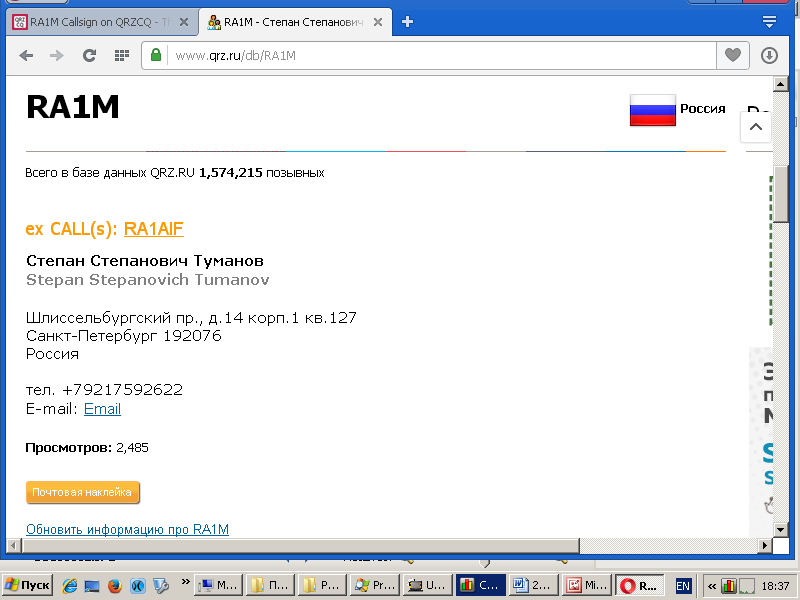 RA1M Callsign on QRZCQ - T
RA1M - Степан Степанович
www.qrz.ru/db/RA1M
RA1M
Россия
Всего в базе данных QRZ.RU 1,574,215 позывных
ex CALL(s): RA1AIF
Степан Степанович Туманов
Stepan Stepanovich Tumanov
Шлиссельбургский пр., д.14 корп.1 кв.127
Санкт-Петербург 192076
Россия
тел. +79217592622
E-mail: Email
Просмотров: 2,485
Почтовая наклейка
Обновить информацию про RA1M
Пуск
M...
П...
P...
Pr...
U...
C...
2...
Mi...
R...
EN
18:37